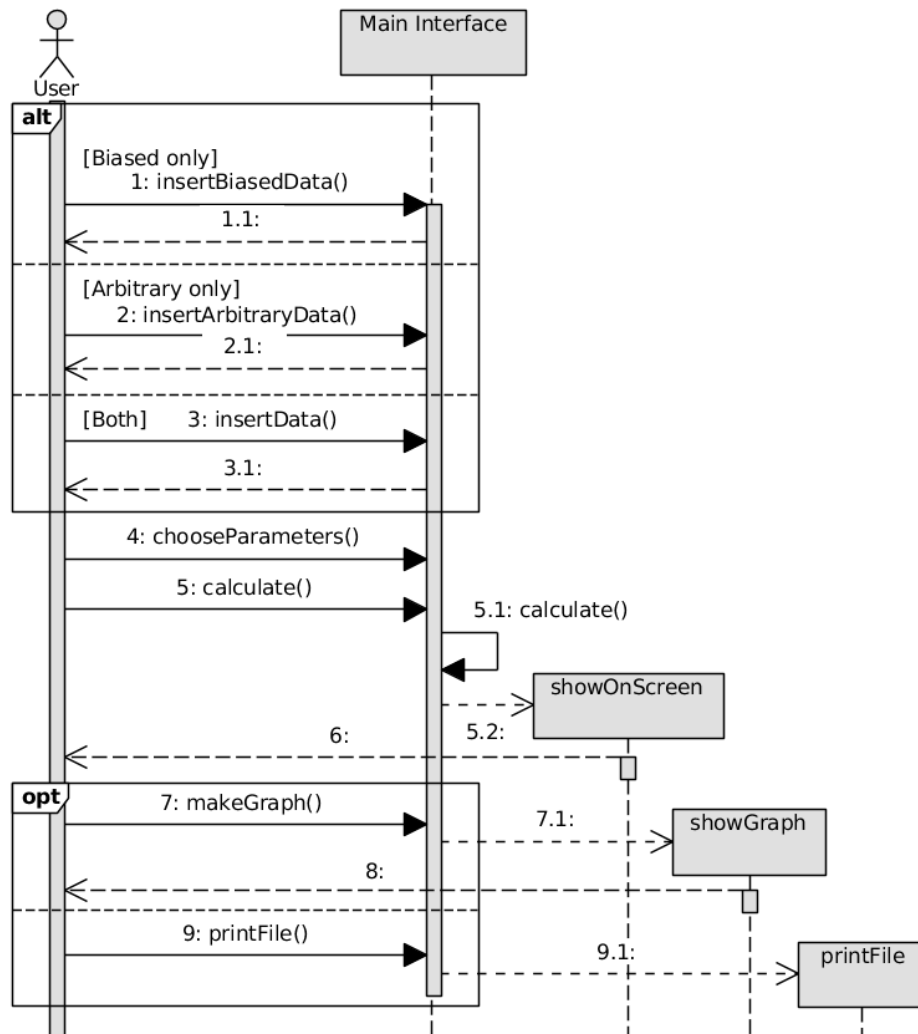 Main Interface
User
alt
[Biased only]
1: insertBiasedData()
1.1:
[Arbitrary only]
2: insertArbitraryData()
2.1:
[Both] 3: insertData()
3.1:
4: chooseParameters()
5: calculate()
5.1: calculate()
showOnScreen
5.2:
6:
opt
7: makeGraph()
7.1:
showGraph
8:
9: printFile()
9.1:
printFile